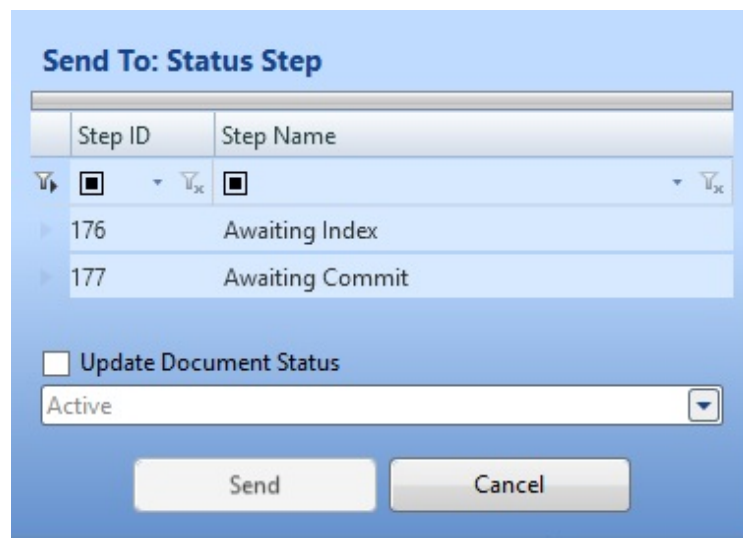 Send To: Status Step
Step ID Step Name
176 Awaiting Index
177 Awaiting Commit
Update Document Status
Active
Send Cancel